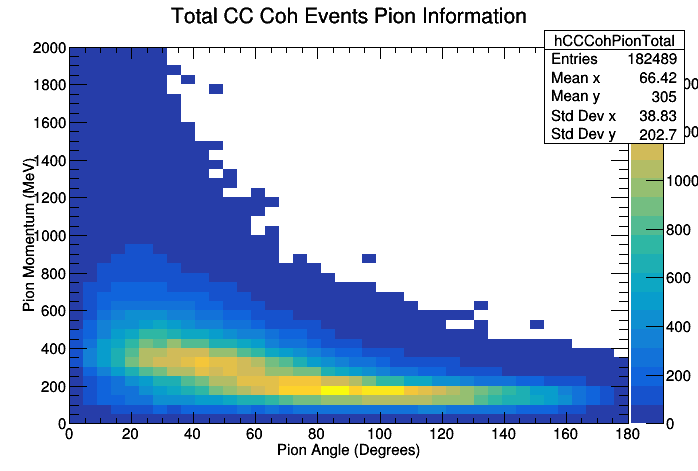 Total CC Coh Events Pion Information
hCCCohPionTotal
Entries 182489
Mean x 66.42
Mean y 305
Std Dev x 38.83
Std Dev y 202.7
Pion Momentum (MeV)
2000
1800
1600
1400
1200
1000
800
600
400
200
0
0 20 40 60 80 100 120 140 160 180
Pion Angle (Degrees)
1000
800
600
400
200
0